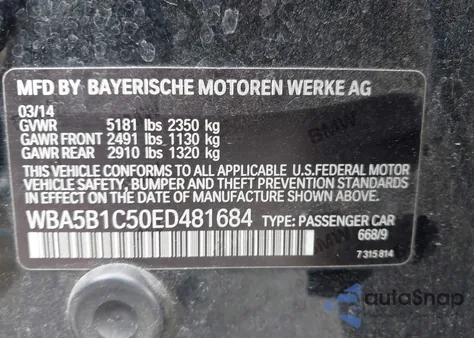 MFD BY BAYERISCHE MOTOREN WERKE AG
03/14
GVWR 5181 lbs 2350 kg
GAWR FRONT 2491 lbs 1130 kg
GAWR REAR 2910 lbs 1320 kg
THIS VEHICLE CONFORMS TO ALL APPLICABLE U.S.FEDERAL MOTOR
VEHICLE SAFETY, BUMPER AND THEFT PREVENTION STANDARDS
IN EFFECT ON THE DATE OF MANUFACTURE SHOWN ABOVE.
WBA5B1C50ED481684 TYPE: PASSENGER CAR
668/9
7 315 814
BMW
autoSnap